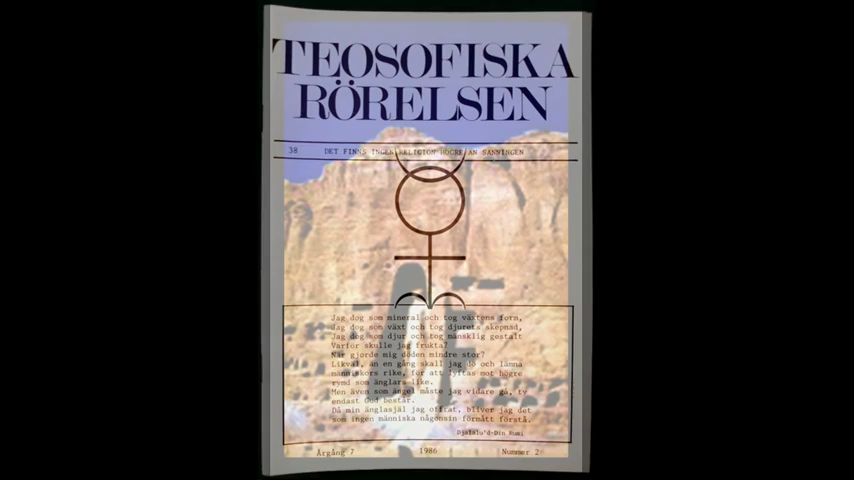 TEOSOFISKA
RÖRELSEN
38 DET FINNS INGEN RELIGION HÖGRE ÄN SANNINGEN
Jag dog som mineral och tog växtens form,
Jag dog som växt och tog djurets skepnad,
Jag dog som djur och tog mänsklig gestalt
Varför skulle jag frukta?
När gjorde mig döden mindre stor?
Likväl, än en gång skall jag dö och lämna
människors rike, för att lyftas mot högre
rymd som änglars like.
Men även som ängel måste jag vidare gå, ty
endast Gud består.
Då min änglasjäl jag offrat, bliver jag det
som ingen människa någonsin förmått förstå.
Djalalu'd-Din Rumi
Årgång 7 1986 Nummer 2